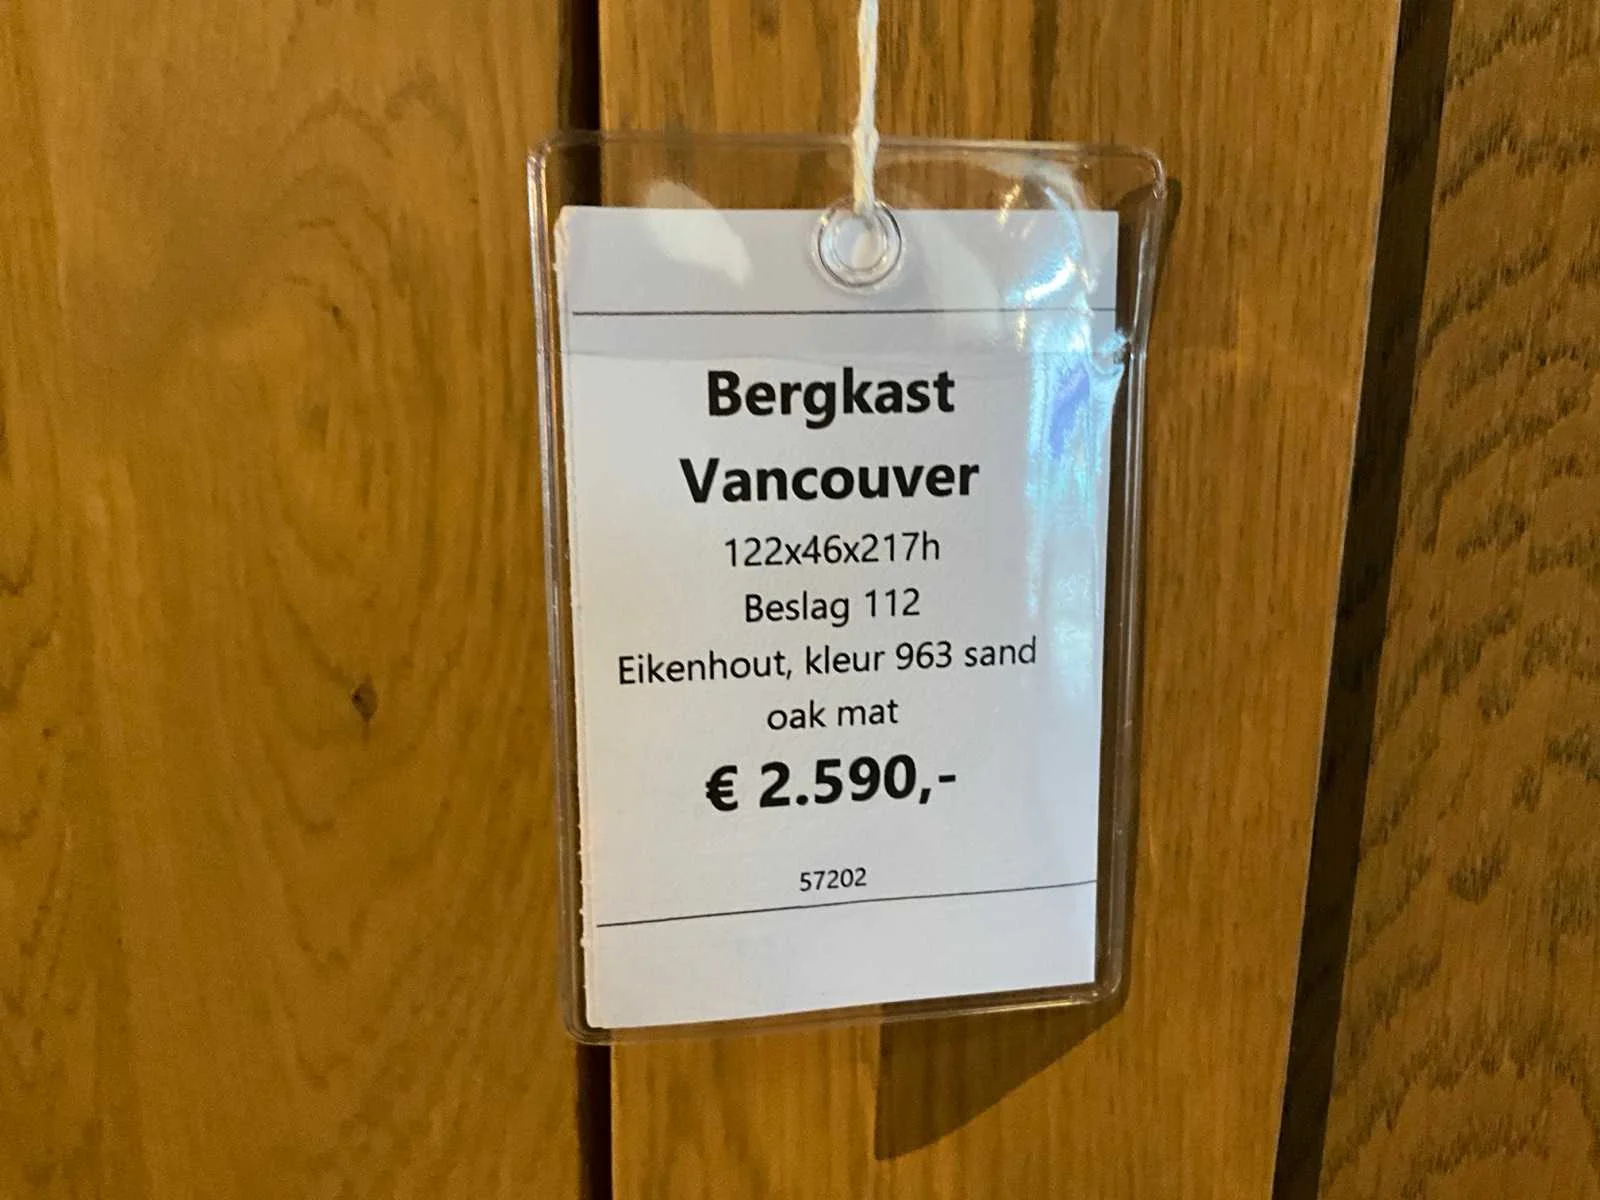 Bergkast
Vancouver
122x46x217h
Beslag 112
Eikenhout, kleur 963 sand
oak mat
€ 2.590,-
57202